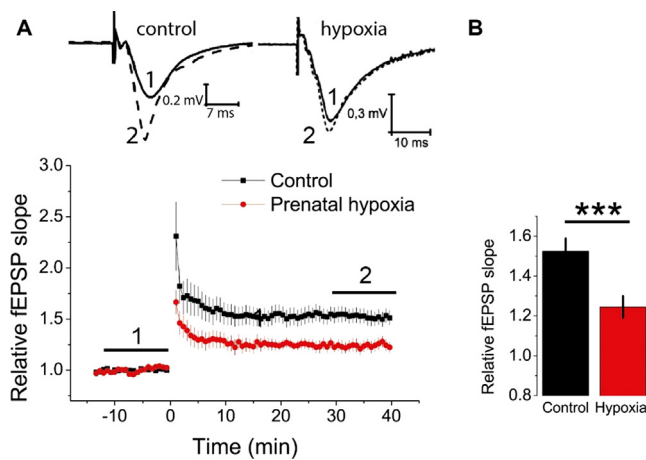 A
control
hypoxia
1
2
0.2 mV
7 ms
1
2
0,3 mV
10 ms
Relative fEPSP slope
3.0
2.5
2.0
1.5
1.0
Control
Prenatal hypoxia
1
2
1
-10
0
10
20
30
40
Time (min)
B
***
Relative fEPSP slope
1.6
1.4
1.2
1.0
0.8
Control
Hypoxia